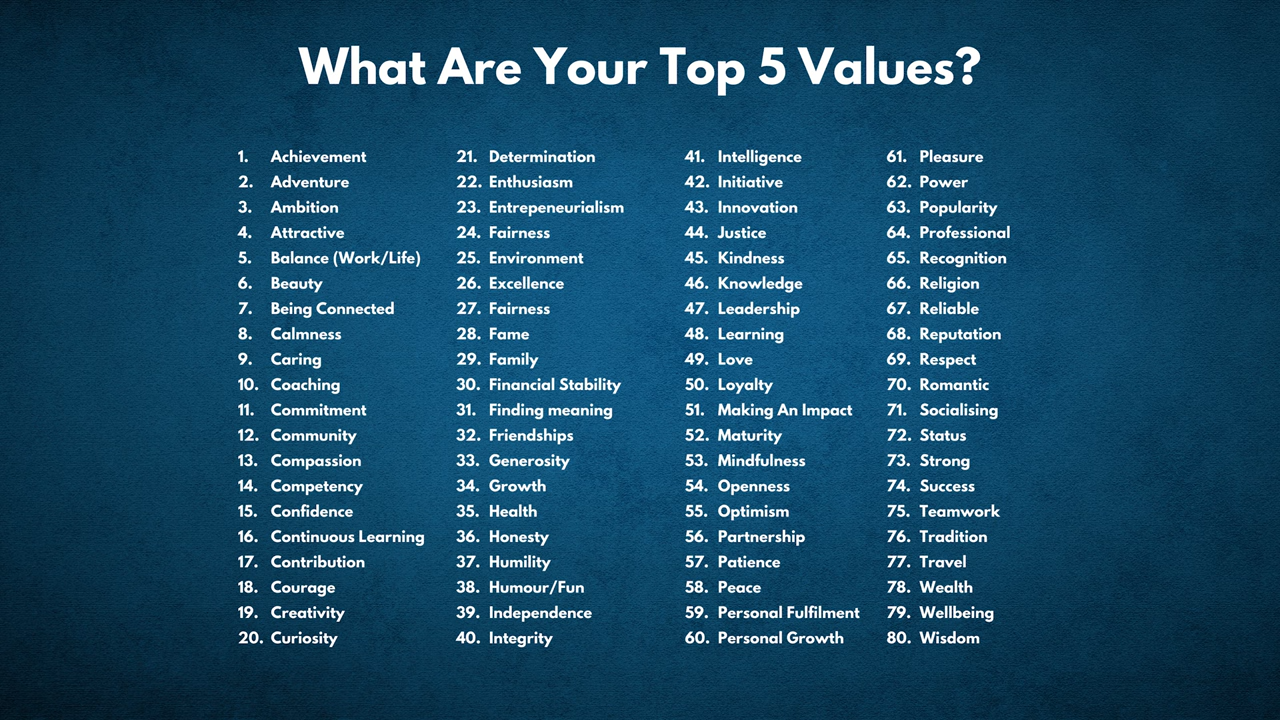 What Are Your Top 5 Values?
1. Achievement
2. Adventure
3. Ambition
4. Attractive
5. Balance (Work/Life)
6. Beauty
7. Being Connected
8. Calmness
9. Caring
10. Coaching
11. Commitment
12. Community
13. Compassion
14. Competency
15. Confidence
16. Continuous Learning
17. Contribution
18. Courage
19. Creativity
20. Curiosity
21. Determination
22. Enthusiasm
23. Entrepeneurialism
24. Fairness
25. Environment
26. Excellence
27. Fairness
28. Fame
29. Family
30. Financial Stability
31. Finding meaning
32. Friendships
33. Generosity
34. Growth
35. Health
36. Honesty
37. Humility
38. Humour/Fun
39. Independence
40. Integrity
41. Intelligence
42. Initiative
43. Innovation
44. Justice
45. Kindness
46. Knowledge
47. Leadership
48. Learning
49. Love
50. Loyalty
51. Making An Impact
52. Maturity
53. Mindfulness
54. Openness
55. Optimism
56. Partnership
57. Patience
58. Peace
59. Personal Fulfilment
60. Personal Growth
61. Pleasure
62. Power
63. Popularity
64. Professional
65. Recognition
66. Religion
67. Reliable
68. Reputation
69. Respect
70. Romantic
71. Socialising
72. Status
73. Strong
74. Success
75. Teamwork
76. Tradition
77. Travel
78. Wealth
79. Wellbeing
80. Wisdom